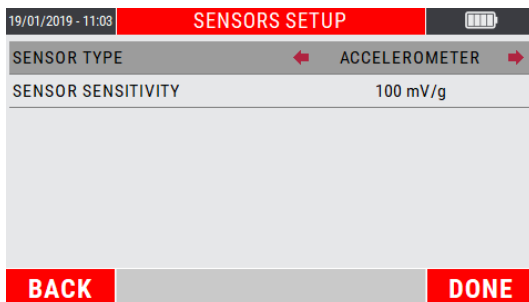 19/01/2019 - 11:03 SENSORS SETUP
SENSOR TYPE ACCELEROMETER
SENSOR SENSITIVITY 100 mV/g
BACK DONE